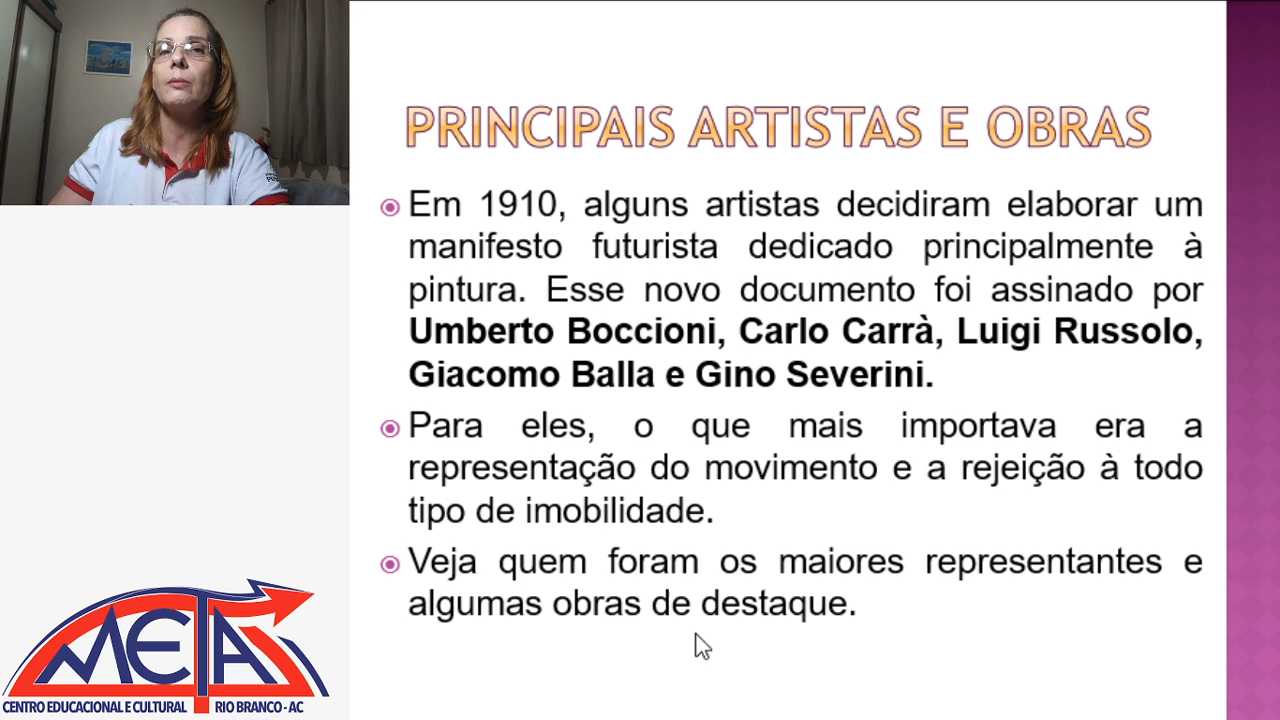 PRINCIPAIS ARTISTAS E OBRAS
Em 1910, alguns artistas decidiram elaborar um
manifesto futurista dedicado principalmente à
pintura. Esse novo documento foi assinado por
Umberto Boccioni, Carlo Carrà, Luigi Russolo,
Giacomo Balla e Gino Severini.
Para eles, o que mais importava era a
representação do movimento e a rejeição à todo
tipo de imobilidade.
Veja quem foram os maiores representantes e
algumas obras de destaque.
META
CENTRO EDUCACIONAL E CULTURAL RIO BRANCO - AC